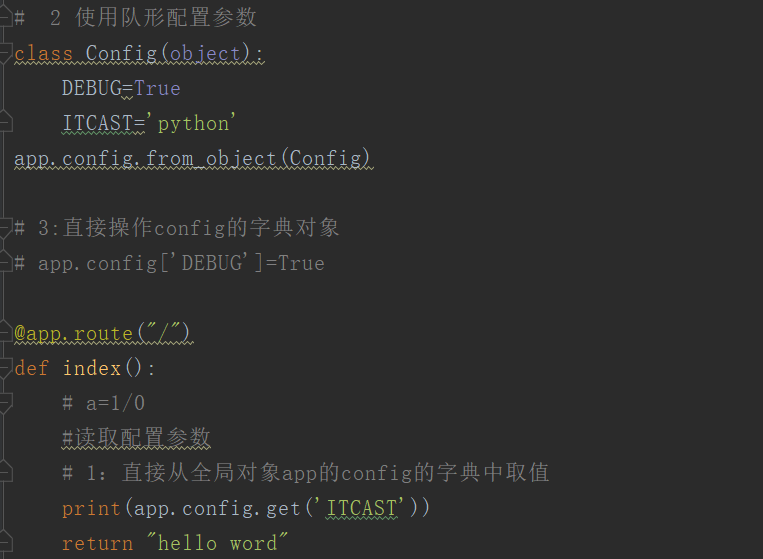 #  2 使用队形配置参数
class Config(object):
    DEBUG=True
    ITCAST='python'
app.config.from_object(Config)
# 3:直接操作config的字典对象
# app.config['DEBUG']=True
@app.route("/")
def index():
    # a=1/0
    #读取配置参数
    # 1：直接从全局对象app的config的字典中取值
    print(app.config.get('ITCAST'))
    return "hello word"